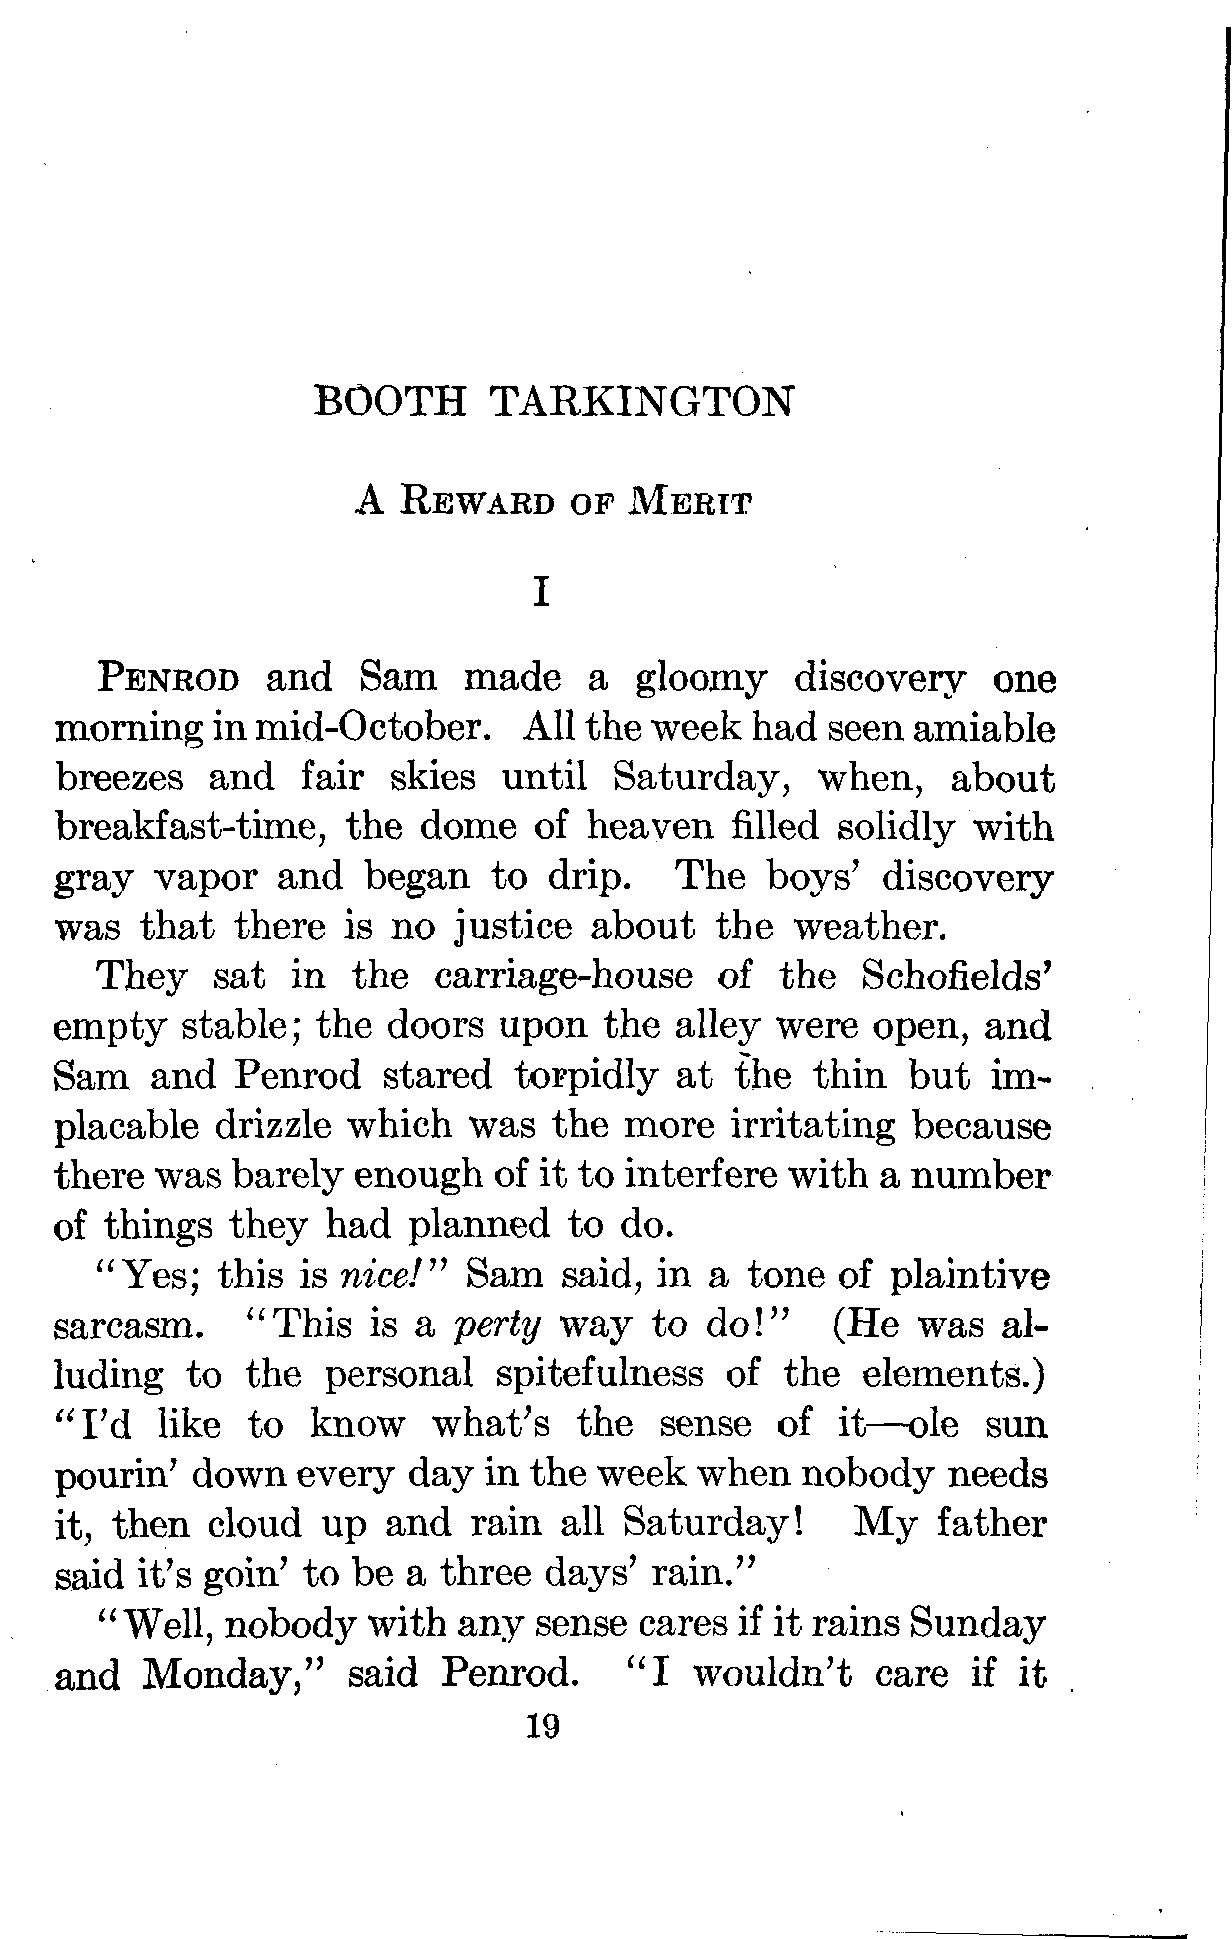 BOOTH TARKINGTON
A REWARD OF MERIT
I
PENROD and Sam made a gloomy discovery one
morning in mid-October. All the week had seen amiable
breezes and fair skies until Saturday, when, about
breakfast-time, the dome of heaven filled solidly with
gray vapor and began to drip. The boys' discovery
was that there is no justice about the weather.
They sat in the carriage-house of the Schofields'
empty stable; the doors upon the alley were open, and
Sam and Penrod stared torpidly at the thin but im-
placable drizzle which was the more irritating because
there was barely enough of it to interfere with a number
of things they had planned to do.
"Yes; this is nice!" Sam said, in a tone of plaintive
sarcasm. "This is a perty way to do!" (He was al-
luding to the personal spitefulness of the elements.)
"I'd like to know what's the sense of it—ole sun
pourin' down every day in the week when nobody needs
it, then cloud up and rain all Saturday! My father
said it's goin' to be a three days' rain."
"Well, nobody with any sense cares if it rains Sunday
and Monday," said Penrod. "I wouldn't care if it
19